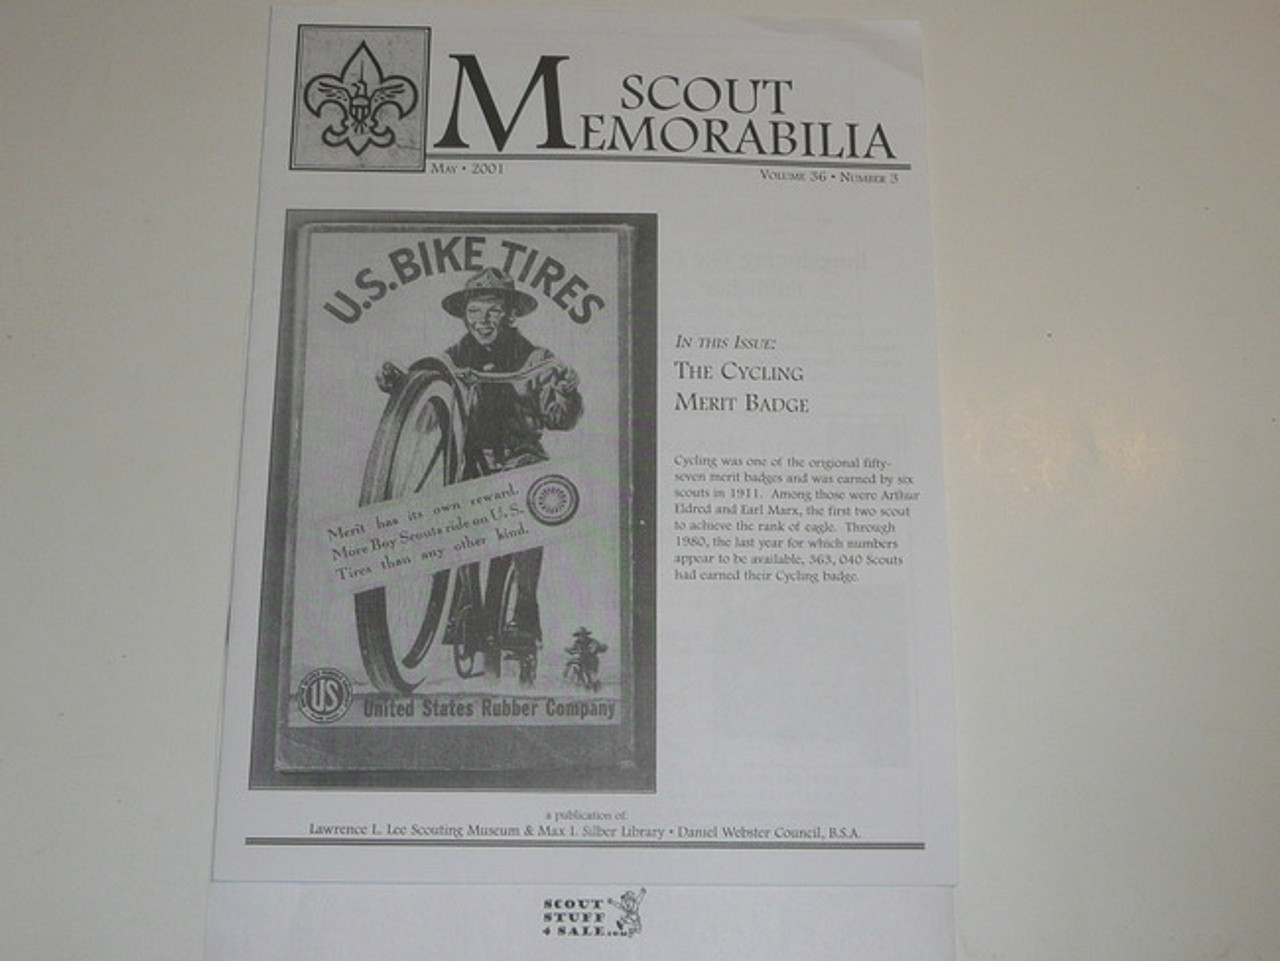 SCOUT
MEMORABILIA
May • 2001
Volume 36 • Number 3
U.S. BIKE TIRES
Merit has its own reward.
More Boy Scouts ride on U.S.
Tires than any other kind.
US
United States Rubber Company
In this Issue:
The Cycling
Merit Badge
Cycling was one of the origional fifty-
seven merit badges and was earned by six
scouts in 1911. Among those were Arthur
Eldred and Earl Marx, the first two scout
to achieve the rank of eagle. Through
1980, the last year for which numbers
appear to be available, 363, 040 Scouts
had earned their Cycling badge.
a publication of:
Lawrence L. Lee Scouting Museum & Max I. Silber Library • Daniel Webster Council, B.S.A.
SCOUT
STUFF
4 SALE.com